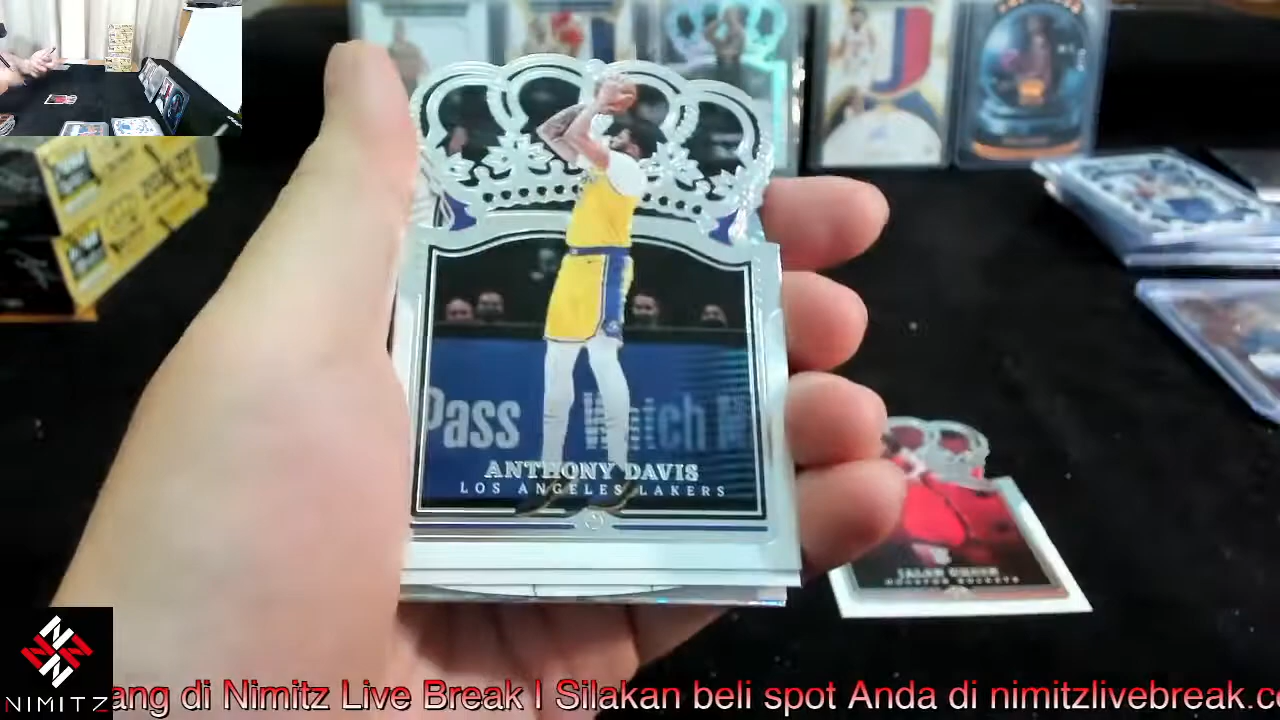 Pass Watch N
ANTHONY DAVIS
LOS ANGELES LAKERS
JALEN GREEN
HOUSTON ROCKETS
NIMITZ
ang di Nimitz Live Break | Silakan beli spot Anda di nimitzlivebreak.c